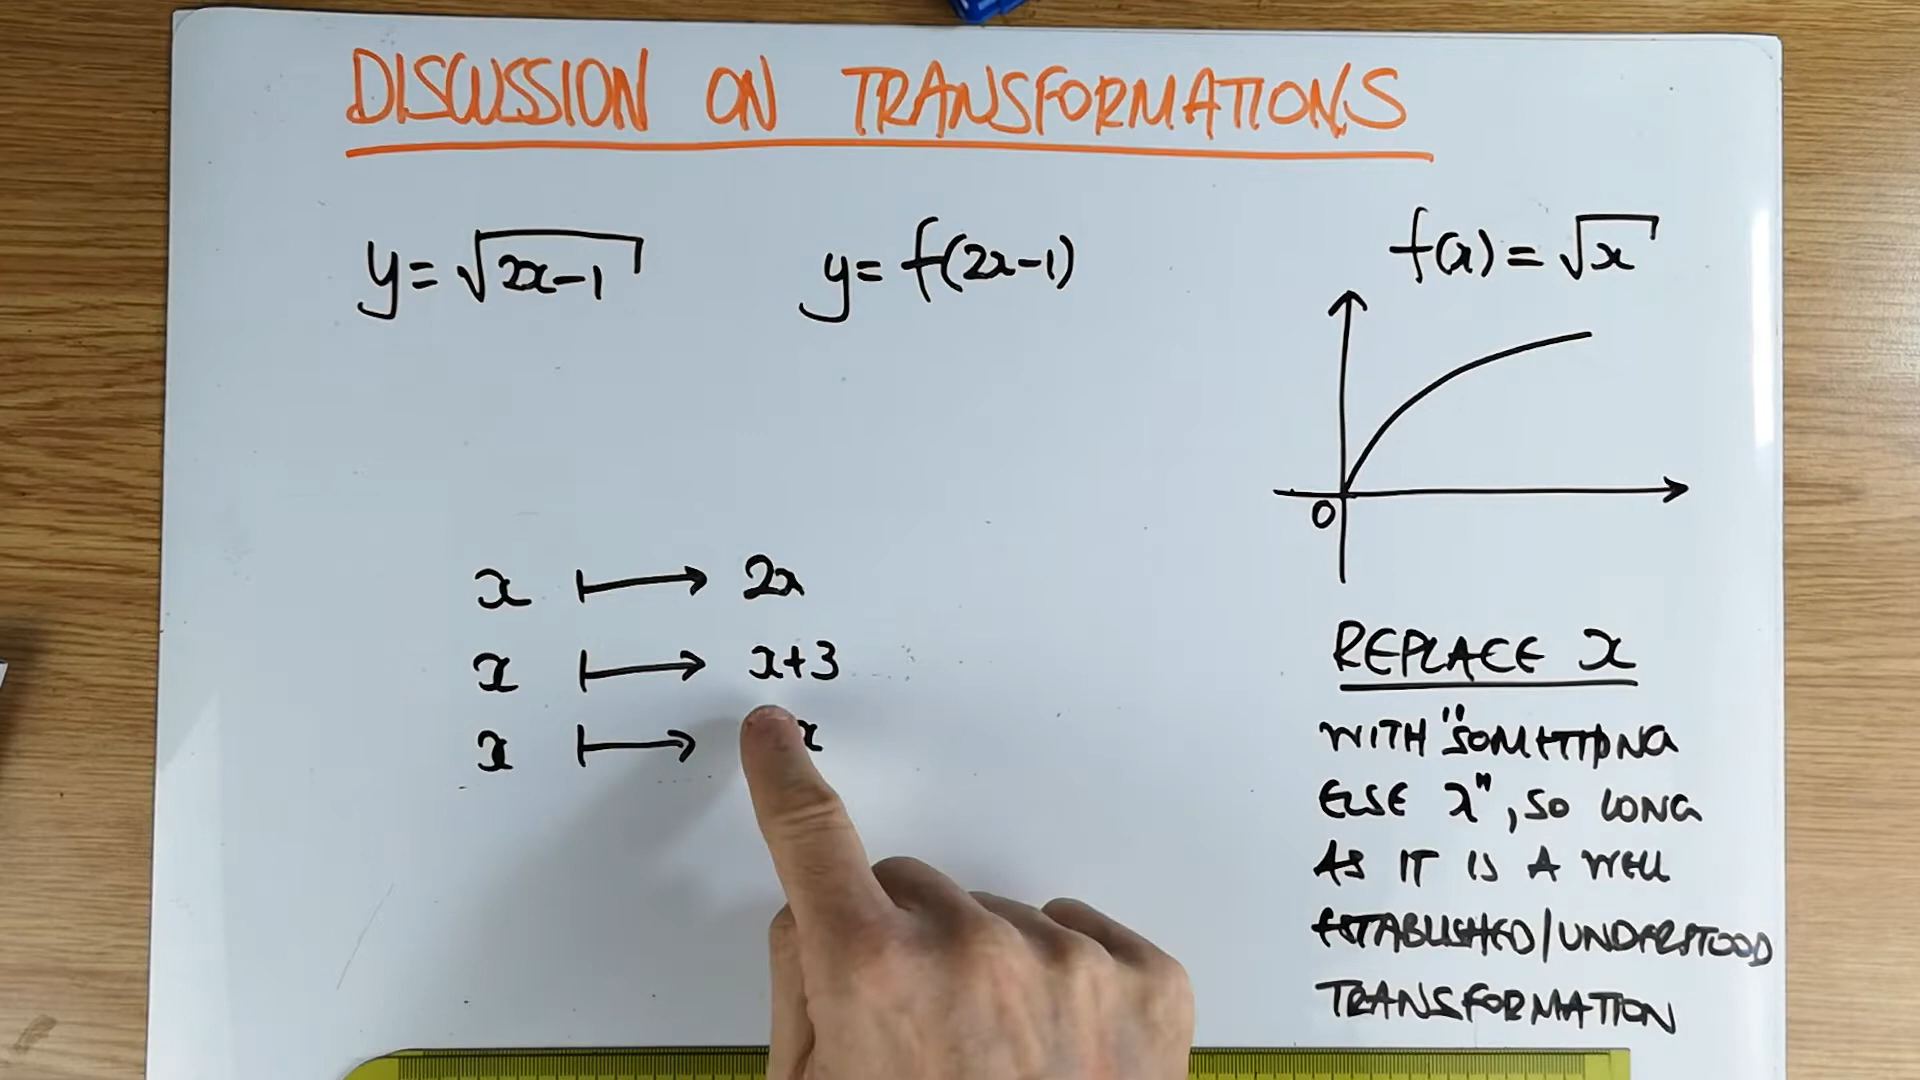 DISCUSSION ON TRANSFORMATIONS
y = √2x-1 y = f(2x-1) f(x) = √x
0
x ↦ 2x
x ↦ x+3
x ↦ x
REPLACE x
WITH "SOMETHING
ELSE x", SO LONG
AS IT IS A WELL
ESTABLISHED/UNDERSTOOD
TRANSFORMATION